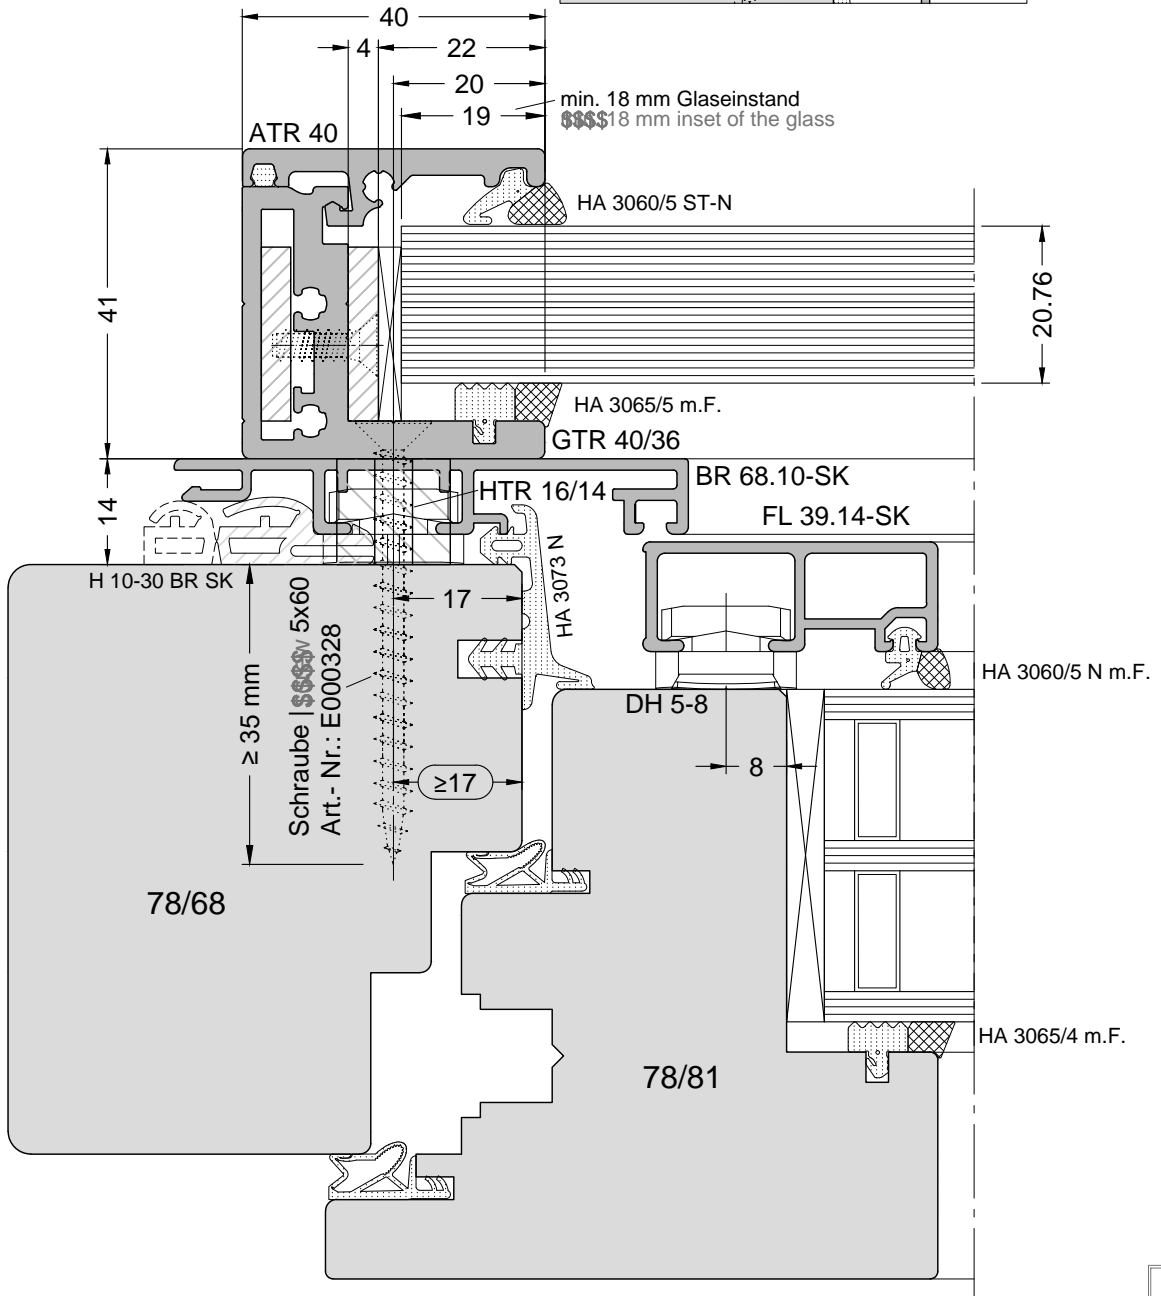 40
4
22
20
19
min. 18 mm Glaseinstand
18 mm inset of the glass
ATR 40
HA 3060/5 ST-N
41
20.76
HA 3065/5 m.F.
GTR 40/36
BR 68.10-SK
HTR 16/14
FL 39.14-SK
14
H 10-30 BR SK
17
HA 3073 N
≥ 35 mm
Schraube | 5x60
Art.- Nr.: E000328
HA 3060/5 N m.F.
DH 5-8
8
≥17
78/68
HA 3065/4 m.F.
78/81